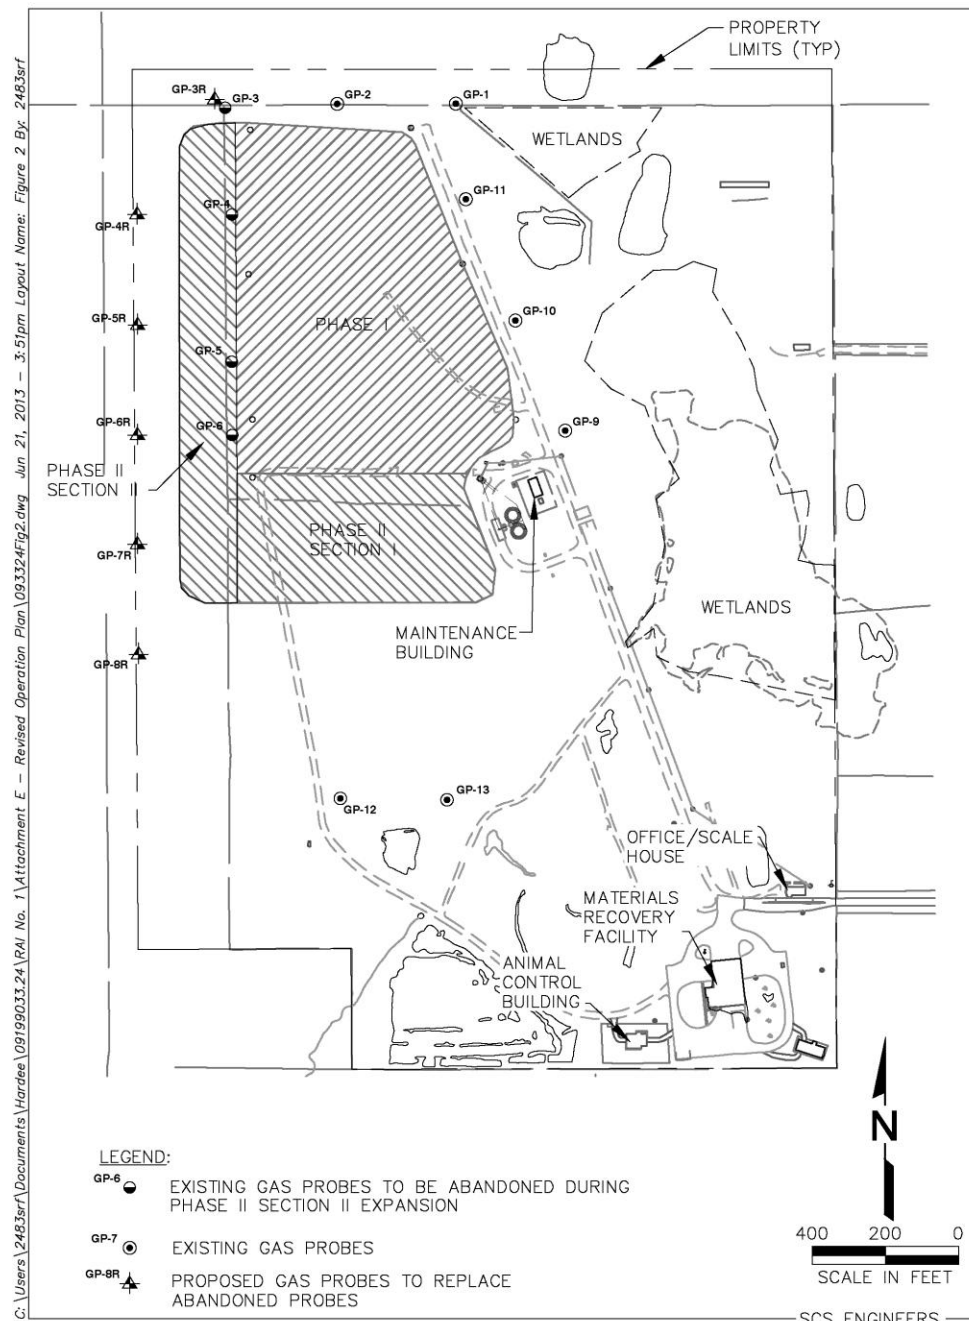 C:\Users\2483srf\Documents\Hardee\09199033.24\RAI No. 1\Attachment E - Revised Operation Plan\093324Fig2.dwg Jun 21, 2013 - 3:51pm Layout Name: Figure 2 By: 2483srf
PROPERTY
LIMITS (TYP)
GP-3R
GP-3
GP-2
GP-1
WETLANDS
GP-11
GP-4
GP-4R
GP-5R
PHASE I
GP-10
GP-5
GP-6R
GP-6
GP-9
PHASE II
SECTION II
PHASE II
SECTION I
GP-7R
WETLANDS
MAINTENANCE
BUILDING
GP-8R
GP-12
GP-13
OFFICE/SCALE
HOUSE
MATERIALS
RECOVERY
FACILITY
ANIMAL
CONTROL
BUILDING
N
LEGEND:
GP-6
EXISTING GAS PROBES TO BE ABANDONED DURING
PHASE II SECTION II EXPANSION
GP-7
EXISTING GAS PROBES
GP-8R
PROPOSED GAS PROBES TO REPLACE
ABANDONED PROBES
400 200 0
SCALE IN FEET
SCS ENGINEERS